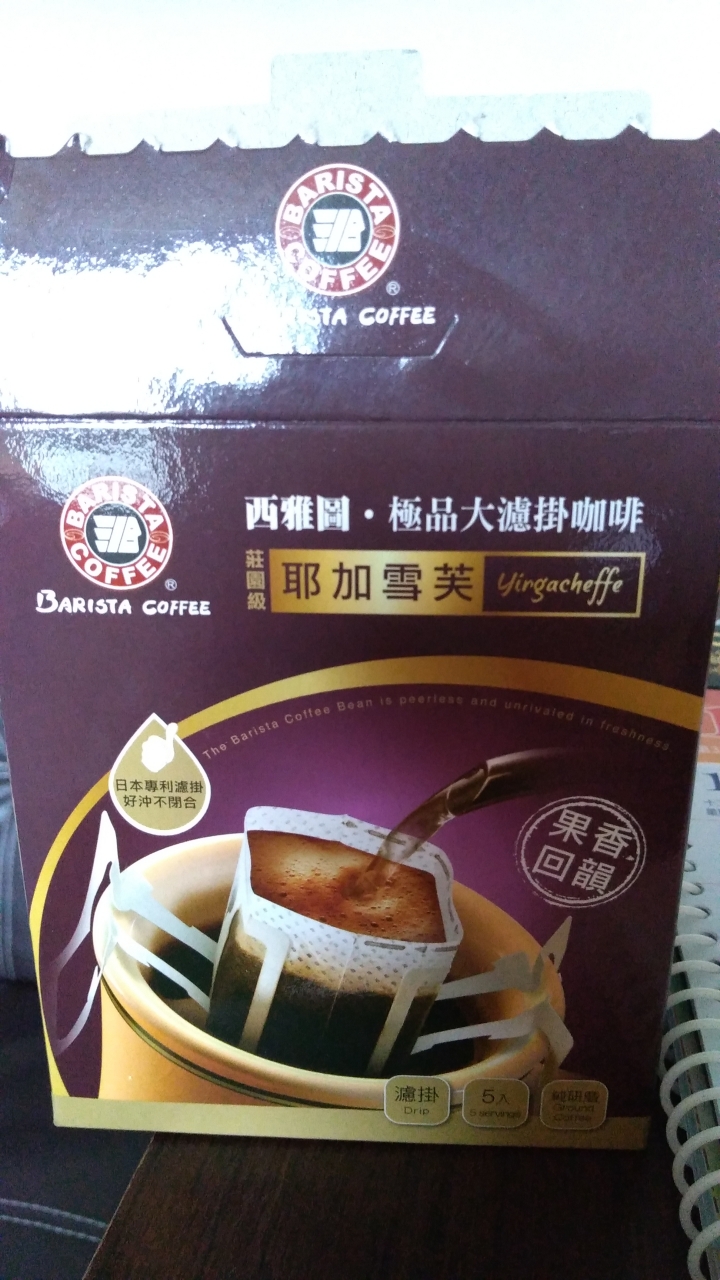 BARISTA
COFFEE
®
STA COFFEE
BARISTA
COFFEE
®
BARISTA COFFEE
西雅圖・極品大濾掛咖啡
莊園級
耶加雪芙
Yirgacheffe
The Barista Coffee Bean is peerless and unrivaled in freshness
日本專利濾掛
好沖不閉合
果香
回韻
濾掛
Drip
5入
5 servings
純研磨
Ground
Coffee